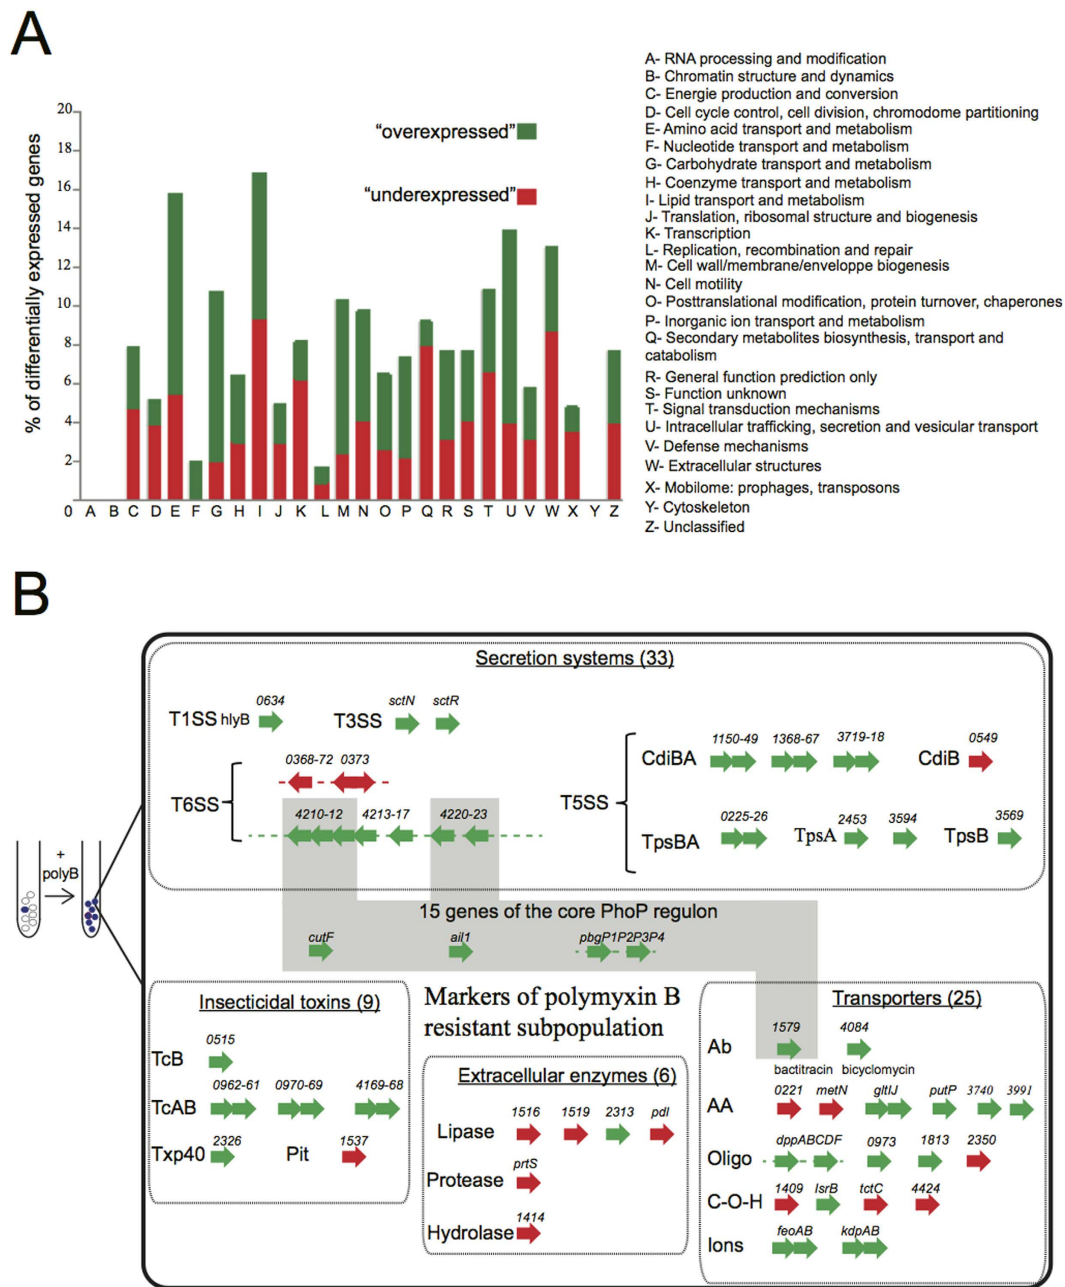 A
% of differentially expressed genes
20
18
16
14
12
10
8
6
4
2
0 A B C D E F G H I J K L M N O P Q R S T U V W X Y Z
“overexpressed”
“underexpressed”
A- RNA processing and modification
B- Chromatin structure and dynamics
C- Energie production and conversion
D- Cell cycle control, cell division, chromodome partitioning
E- Amino acid transport and metabolism
F- Nucleotide transport and metabolism
G- Carbohydrate transport and metabolism
H- Coenzyme transport and metabolism
I- Lipid transport and metabolism
J- Translation, ribosomal structure and biogenesis
K- Transcription
L- Replication, recombination and repair
M- Cell wall/membrane/enveloppe biogenesis
N- Cell motility
O- Posttranslational modification, protein turnover, chaperones
P- Inorganic ion transport and metabolism
Q- Secondary metabolites biosynthesis, transport and
catabolism
R- General function prediction only
S- Function unknown
T- Signal transduction mechanisms
U- Intracellular trafficking, secretion and vesicular transport
V- Defense mechanisms
W- Extracellular structures
X- Mobilome: prophages, transposons
Y- Cytoskeleton
Z- Unclassified
B
+
polyB
Secretion systems (33)
0634
T1SS hlyB
sctN sctR
T3SS
0368-72 0373
T6SS
4210-12 4213-17 4220-23
T5SS
1150-49 1368-67 3719-18
CdiBA
0549
CdiB
0225-26
TpsBA
2453 3594
TpsA
3569
TpsB
15 genes of the core PhoP regulon
cutF ail1 pbgP1P2P3P4
Insecticidal toxins (9)
0515
TcB
0962-61 0970-69 4169-68
TcAB
2326
Txp40
1537
Pit
Markers of polymyxin B
resistant subpopulation
Extracellular enzymes (6)
1516 1519 2313 pdl
Lipase
prtS
Protease
1414
Hydrolase
Transporters (25)
1579 4084
Ab
bactitracin bicyclomycin
0221 metN gltIJ putP 3740 3991
AA
dppABCDF 0973 1813 2350
Oligo
1409 lsrB tctC 4424
C-O-H
feoAB kdpAB
Ions